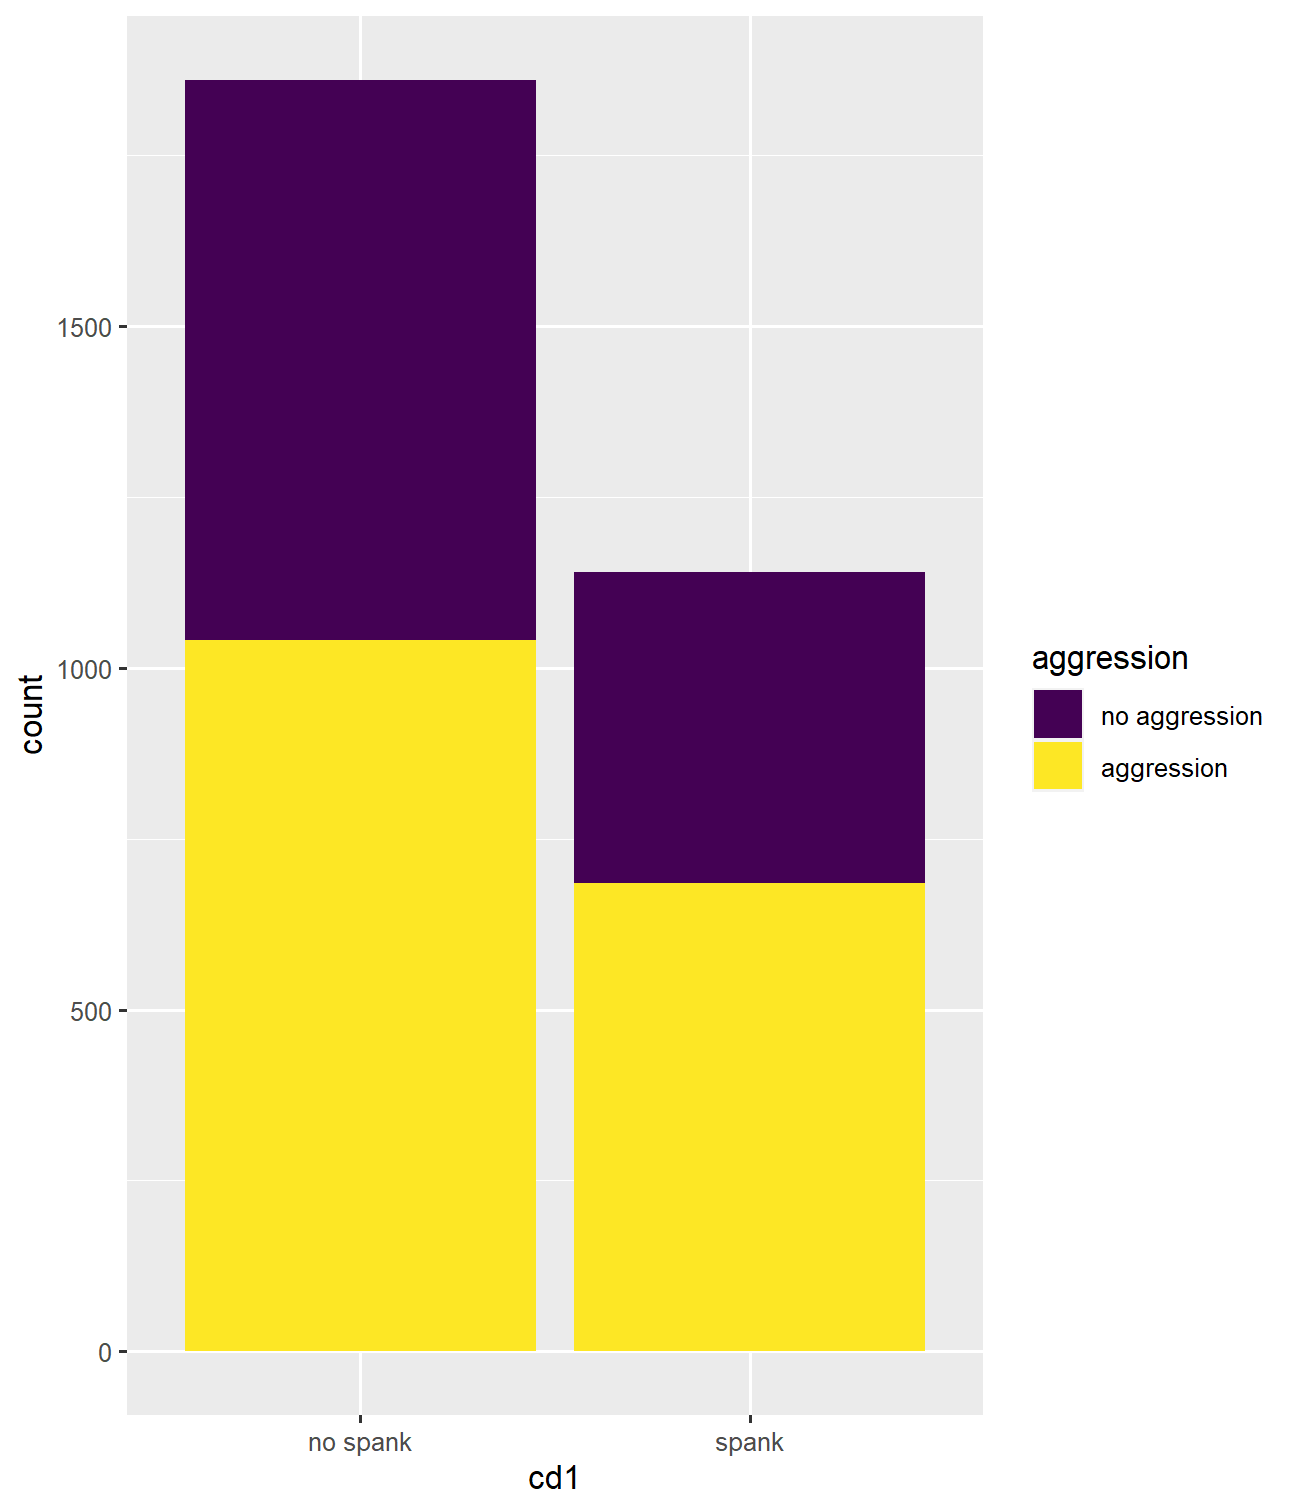 1500
1000
500
0
count
no spank
spank
cd1
aggression
no aggression
aggression